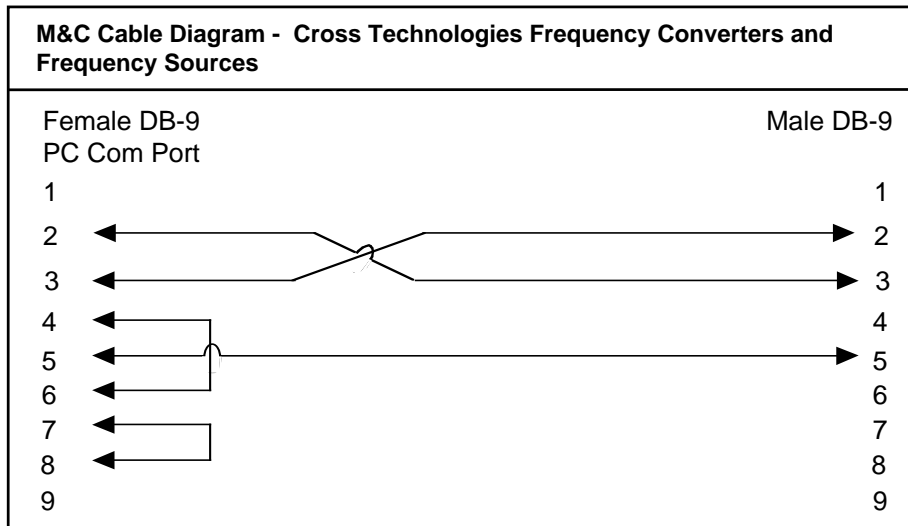 M&C Cable Diagram - Cross Technologies Frequency Converters and
Frequency Sources
Female DB-9 Male DB-9
PC Com Port
1 1
2 2
3 3
4 4
5 5
6 6
7 7
8 8
9 9